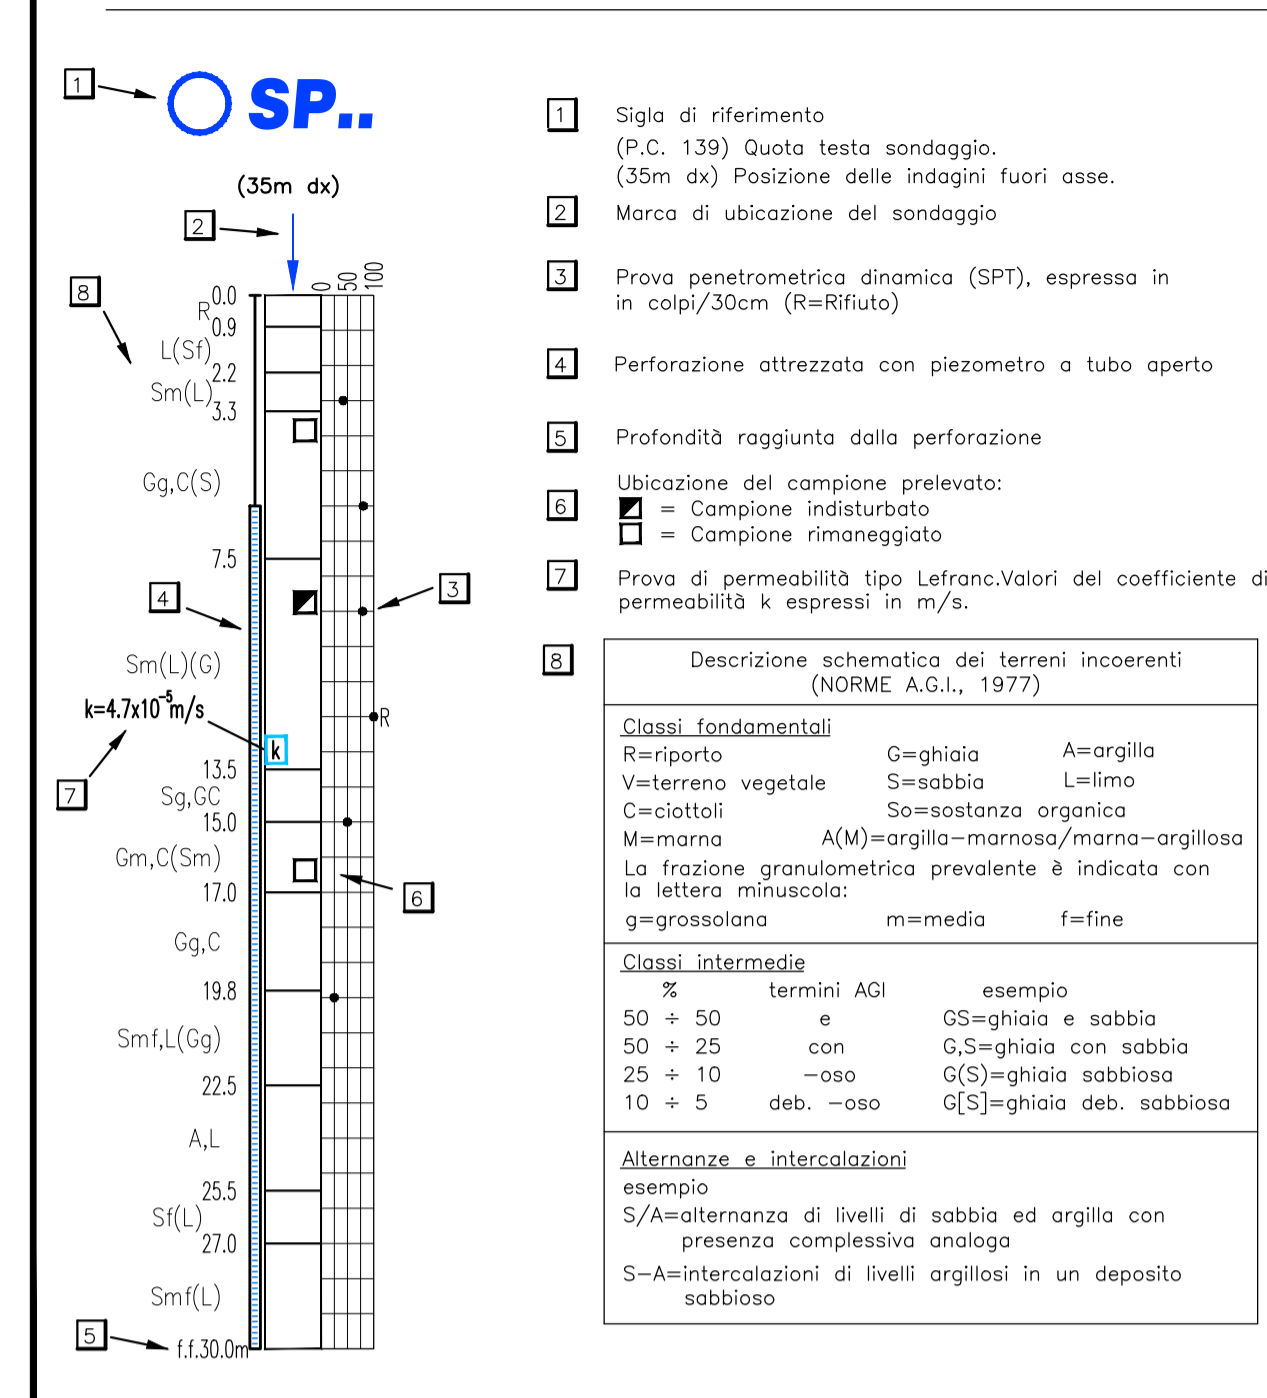 1
SP..
(35m dx)
2
8
0 50 100
0.0
R
0.9
L(Sf)
2.2
Sm(L)
3.3
Gg,C(S)
7.5
4
3
Sm(L)(G)
k=4.7x10⁻⁵m/s
R
k
13.5
7
Sg,GC
15.0
Gm,C(Sm)
6
17.0
Gg,C
19.8
Smf,L(Gg)
22.5
A,L
25.5
Sf(L)
27.0
Smf(L)
5
f.f.30.0m
1 Sigla di riferimento
(P.C. 139) Quota testa sondaggio.
(35m dx) Posizione delle indagini fuori asse.
2 Marca di ubicazione del sondaggio
3 Prova penetrometrica dinamica (SPT), espressa in
in colpi/30cm (R=Rifiuto)
4 Perforazione attrezzata con piezometro a tubo aperto
5 Profondità raggiunta dalla perforazione
6 Ubicazione del campione prelevato:
= Campione indisturbato
= Campione rimaneggiato
7 Prova di permeabilità tipo Lefranc.Valori del coefficiente di
permeabilità k espressi in m/s.
8 Descrizione schematica dei terreni incoerenti
(NORME A.G.I., 1977)
Classi fondamentali
R=riporto G=ghiaia A=argilla
V=terreno vegetale S=sabbia L=limo
C=ciottoli So=sostanza organica
M=marna A(M)=argilla-marnosa/marna-argillosa
La frazione granulometrica prevalente è indicata con
la lettera minuscola:
g=grossolana m=media f=fine
Classi intermedie
% termini AGI esempio
50 ÷ 50 e GS=ghiaia e sabbia
50 ÷ 25 con G,S=ghiaia con sabbia
25 ÷ 10 -oso G(S)=ghiaia sabbiosa
10 ÷ 5 deb. -oso G[S]=ghiaia deb. sabbiosa
Alternanze e intercalazioni
esempio
S/A=alternanza di livelli di sabbia ed argilla con
presenza complessiva analoga
S-A=intercalazioni di livelli argillosi in un deposito
sabbioso